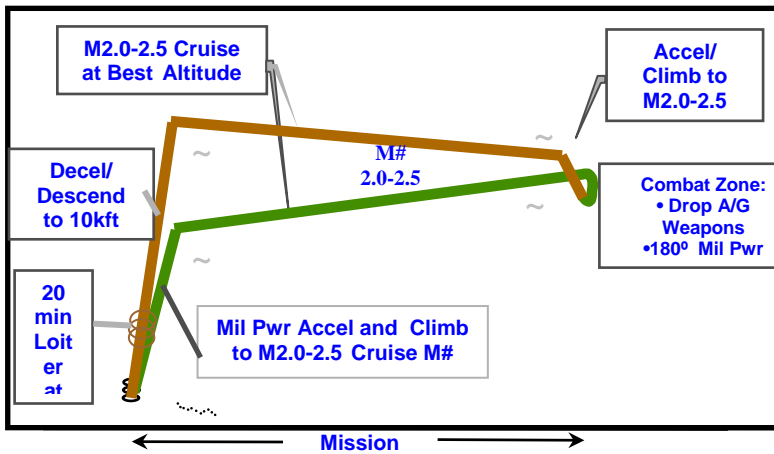 M2.0-2.5 Cruise
at Best Altitude
Accel/
Climb to
M2.0-2.5
~
~
M#
2.0-2.5
Decel/
Descend
to 10kft
Combat Zone:
• Drop A/G
Weapons
•180º Mil Pwr
~
~
20
min
Loit
er
at
Mil Pwr Accel and Climb
to M2.0-2.5 Cruise M#
Mission